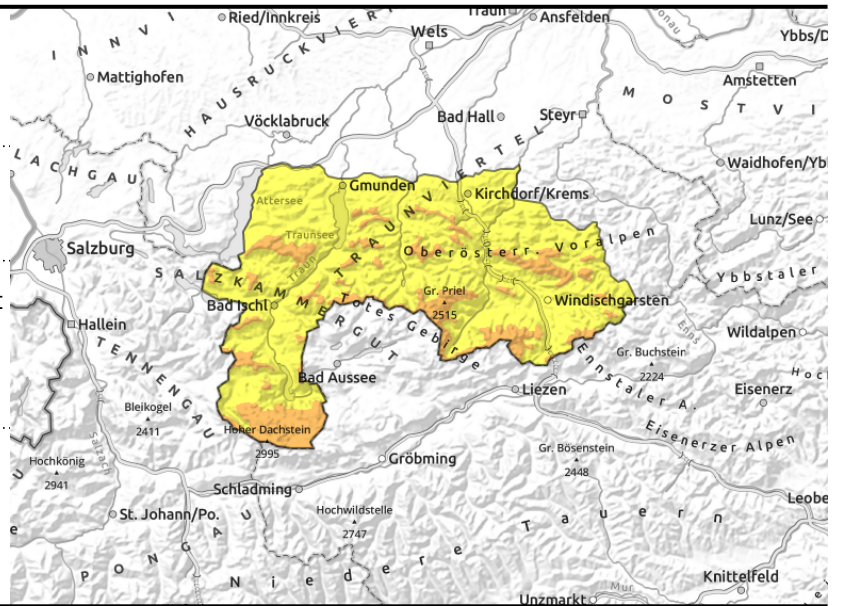 Ried/Innkreis
Traun
Ansfelden
Donau
Wels
Ybbs/D
INNVI
HAUSRUCKVIERT
Mattighofen
Amstetten
MOSTVI
Vöcklabruck
Bad Hall
Steyr
LACHGAU
Waidhofen/Ybl
Gmunden
Kirchdorf/Krems
TRAUNVIERTEL
Attersee
Lunz/See
Traunsee
Oberösterr. Voralpen
Salzburg
Traun
SALZKAMMERGUT
Ybbstaler
Gr. Priel
2515
Bad Ischl
Windischgarsten
Totes Gebirge
Hallein
Enns
Wildalpen
TENNENGAU
Gr. Buchstein
2224
Ennstaler A.
Hoch
Bad Aussee
Liezen
Eisenerz
Bleikogel
2411
Hoher Dachstein
2995
Eisenerzer Alpen
Salzach
Gröbming
Gr. Bösenstein
2448
Hochkönig
2941
Schladming
Leobe
St. Johann/Po.
Hochwildstelle
2747
PONGAU
Niedere Tauern
Knittelfeld
Mur
Unzmarkt